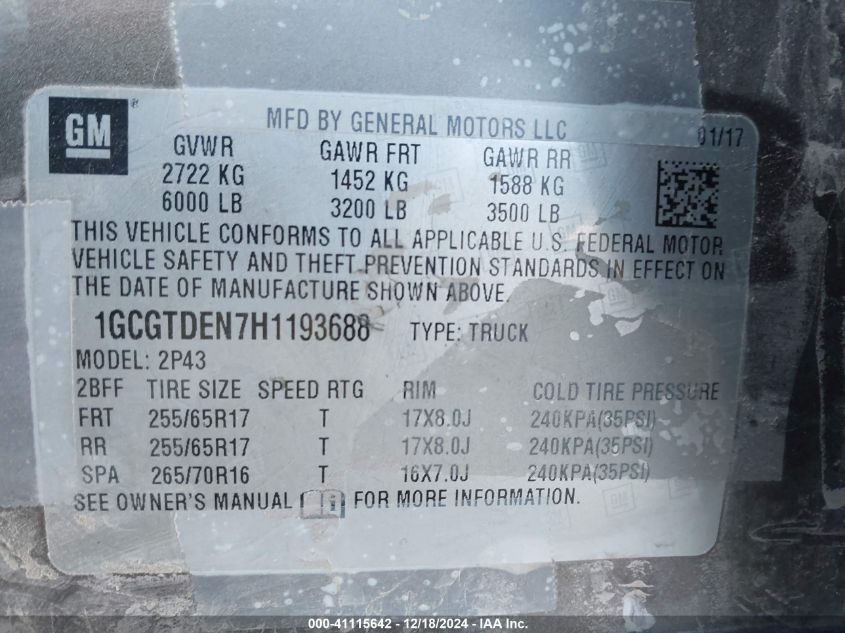 GM ®
MFD BY GENERAL MOTORS LLC 01/17
GVWR GAWR FRT GAWR RR
2722 KG 1452 KG 1588 KG
6000 LB 3200 LB 3500 LB
THIS VEHICLE CONFORMS TO ALL APPLICABLE U.S. FEDERAL MOTOR
VEHICLE SAFETY AND THEFT PREVENTION STANDARDS IN EFFECT ON
THE DATE OF MANUFACTURE SHOWN ABOVE.
1GCGTDEN7H1193688 TYPE: TRUCK
MODEL: 2P43
2BFF TIRE SIZE SPEED RTG RIM COLD TIRE PRESSURE
FRT 255/65R17 T 17X8.0J 240KPA(35PSI)
RR 255/65R17 T 17X8.0J 240KPA(35PSI)
SPA 265/70R16 T 16X7.0J 240KPA(35PSI)
SEE OWNER'S MANUAL FOR MORE INFORMATION.
000-41115642 - 12/18/2024 - IAA Inc.